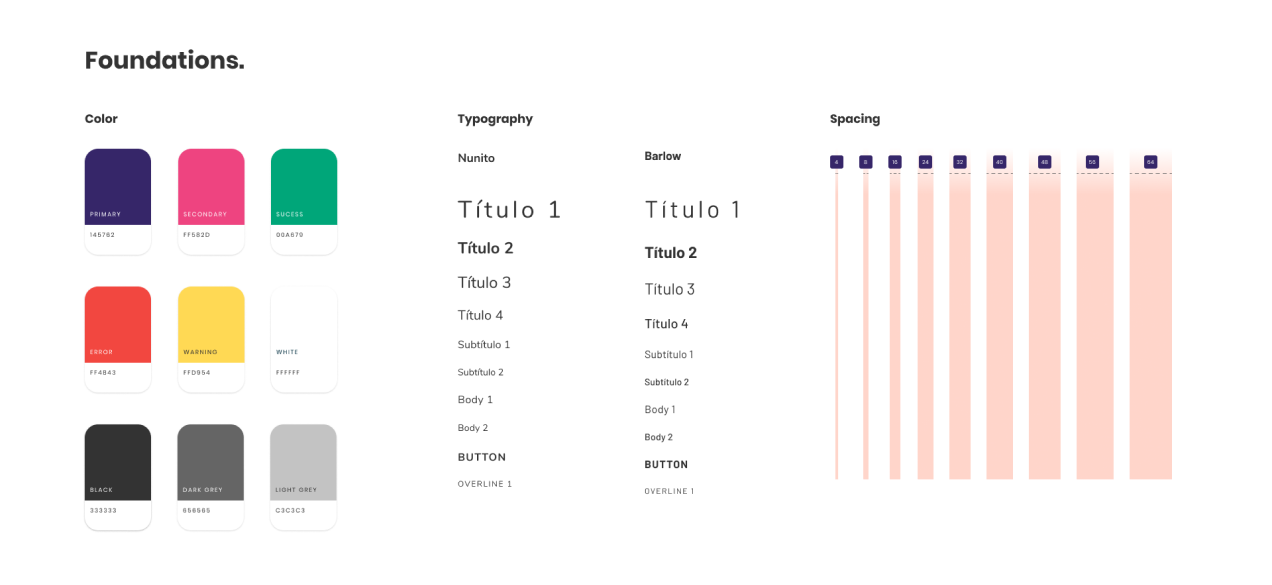 Foundations.
Color
PRIMARY
145762
SECONDARY
FF582D
SUCESS
00A679
ERROR
FF4843
WARNING
FFD954
WHITE
FFFFFF
BLACK
333333
DARK GREY
656565
LIGHT GREY
C3C3C3
Typography
Nunito
Título 1
Título 2
Título 3
Título 4
Subtítulo 1
Subtítulo 2
Body 1
Body 2
BUTTON
OVERLINE 1
Barlow
Título 1
Título 2
Título 3
Título 4
Subtítulo 1
Subtítulo 2
Body 1
Body 2
BUTTON
OVERLINE 1
Spacing
4 8 16 24 32 40 48 56 64